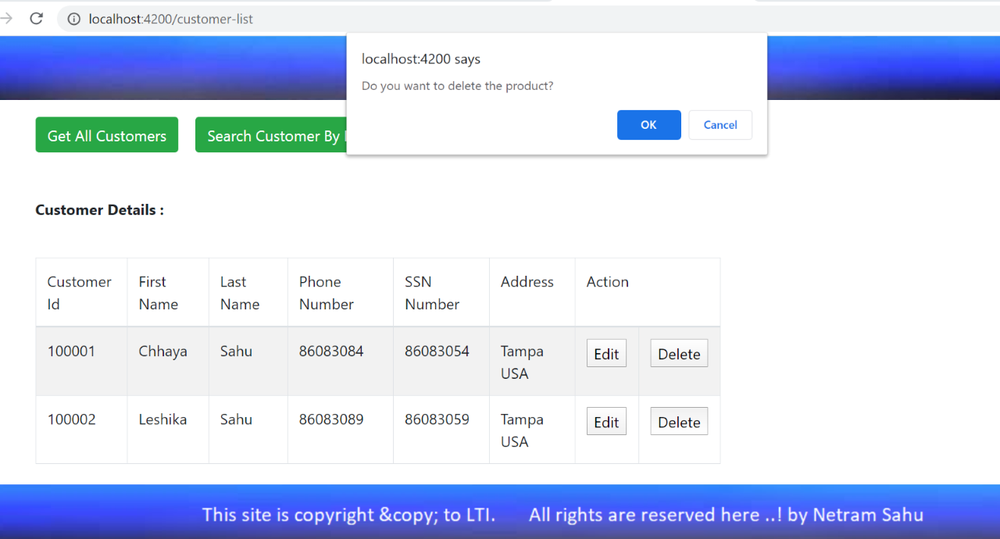 localhost:4200/customer-list
localhost:4200 says
Do you want to delete the product?
OK Cancel
Get All Customers Search Customer By
Customer Details :
Customer Id First Name Last Name Phone Number SSN Number Address Action
100001 Chhaya Sahu 86083084 86083054 Tampa USA Edit Delete
100002 Leshika Sahu 86083089 86083059 Tampa USA Edit Delete
This site is copyright &copy; to LTI. All rights are reserved here ..! by Netram Sahu